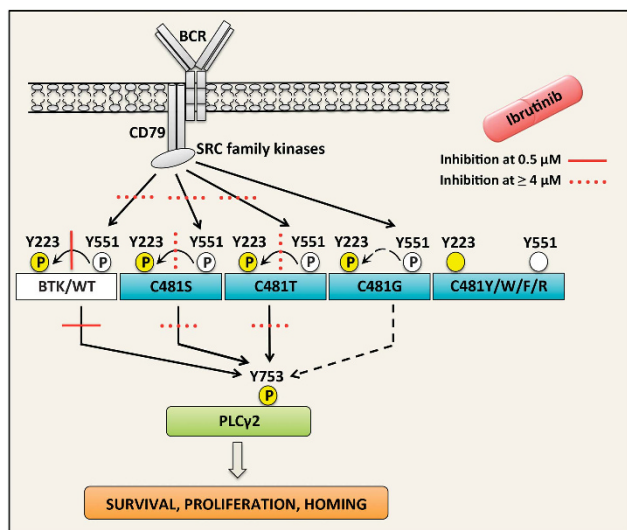 BCR
Ibrutinib
CD79
SRC family kinases
Inhibition at 0.5 μM
Inhibition at ≥ 4 μM
Y223 Y551 Y223 Y551 Y223 Y551 Y223 Y551 Y223 Y551
P P P P P P P P
BTK/WT C481S C481T C481G C481Y/W/F/R
Y753
P
PLCγ2
SURVIVAL, PROLIFERATION, HOMING